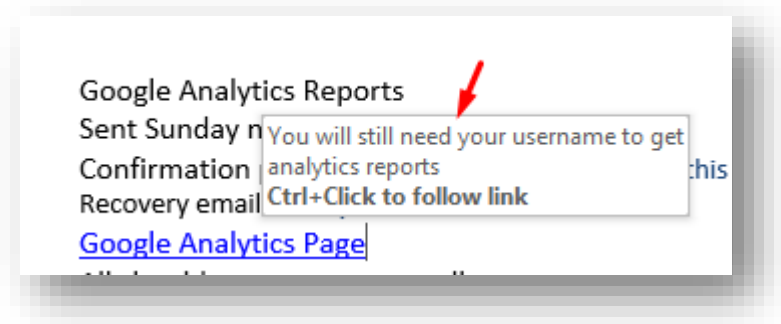 Google Analytics Reports
Sent Sunday n
You will still need your username to get
Confirmation
analytics reports
this
Recovery email
Ctrl+Click to follow link
Google Analytics Page